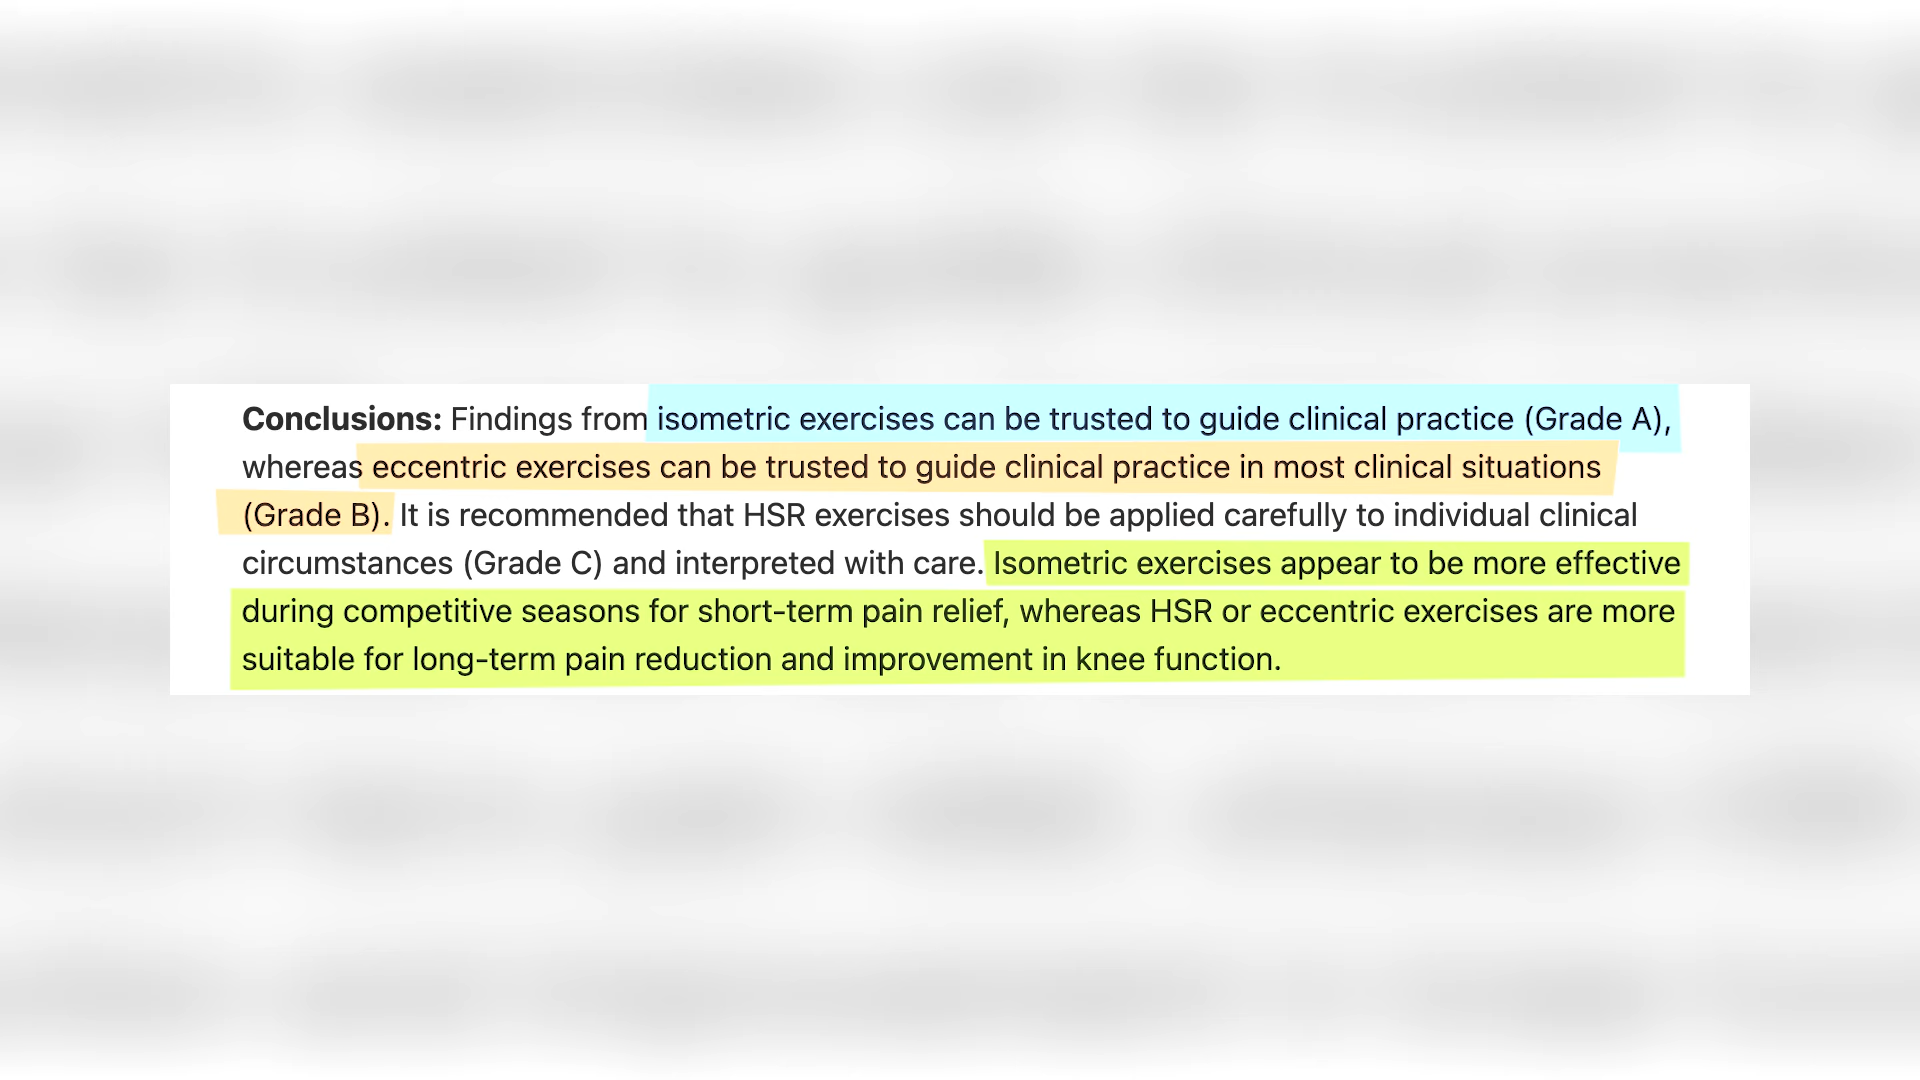 Conclusions: Findings from isometric exercises can be trusted to guide clinical practice (Grade A),
whereas eccentric exercises can be trusted to guide clinical practice in most clinical situations
(Grade B). It is recommended that HSR exercises should be applied carefully to individual clinical
circumstances (Grade C) and interpreted with care. Isometric exercises appear to be more effective
during competitive seasons for short-term pain relief, whereas HSR or eccentric exercises are more
suitable for long-term pain reduction and improvement in knee function.